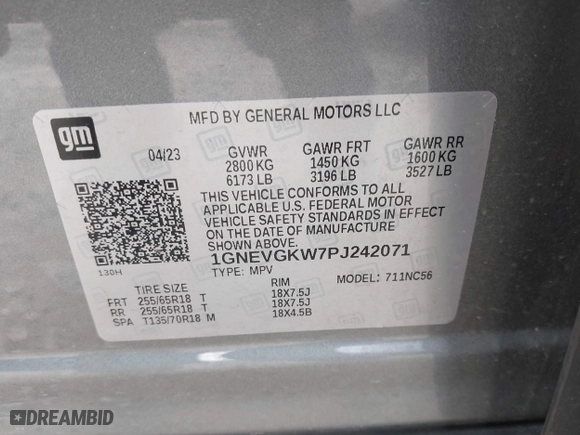 gm
MFD BY GENERAL MOTORS LLC
04/23 GVWR GAWR FRT GAWR RR
2800 KG 1450 KG 1600 KG
6173 LB 3196 LB 3527 LB
THIS VEHICLE CONFORMS TO ALL
APPLICABLE U.S. FEDERAL MOTOR
VEHICLE SAFETY STANDARDS IN EFFECT
ON THE DATE OF MANUFACTURE
SHOWN ABOVE.
1GNEVGKW7PJ242071
130H
TYPE: MPV MODEL: 711NC56
TIRE SIZE RIM
FRT 255/65R18 T 18X7.5J
RR 255/65R18 T 18X7.5J
SPA T135/70R18 M 18X4.5B
DREAMBID